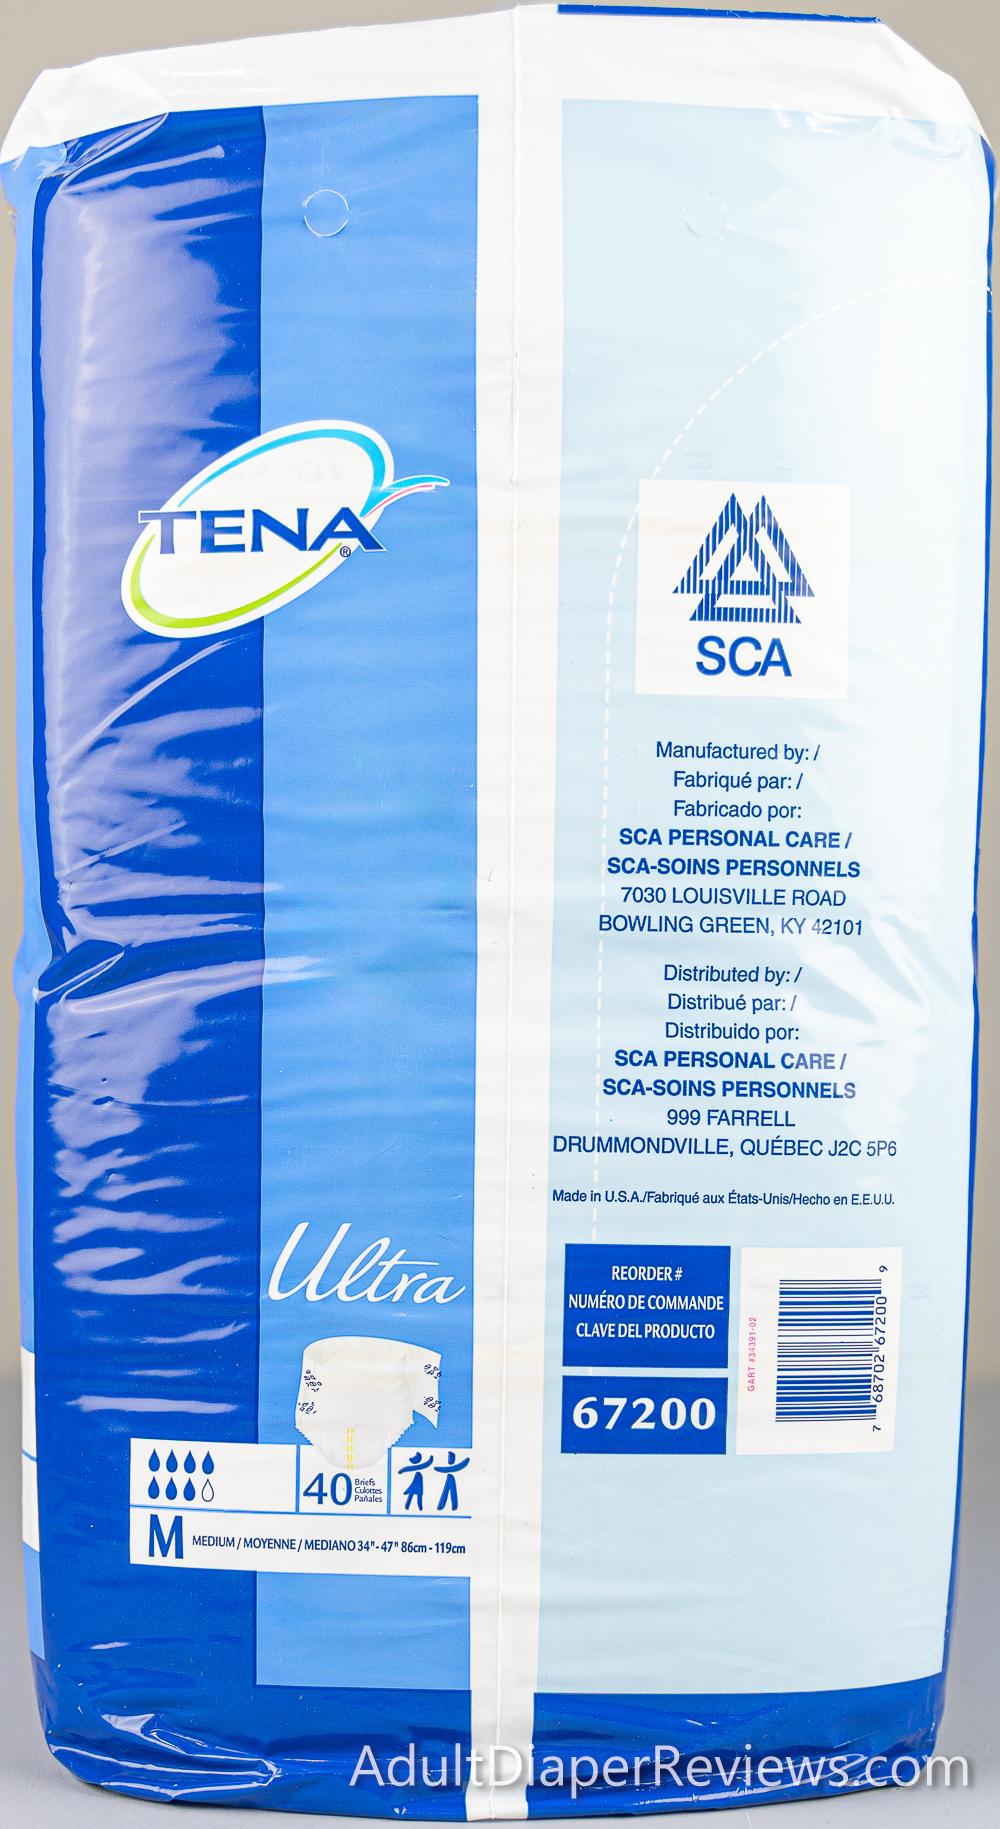 TENA®
Ultra
40 Briefs
Culottes
Pañales
M MEDIUM / MOYENNE / MEDIANO 34" - 47" 86cm - 119cm
SCA
Manufactured by: /
Fabriqué par: /
Fabricado por:
SCA PERSONAL CARE /
SCA-SOINS PERSONNELS
7030 LOUISVILLE ROAD
BOWLING GREEN, KY 42101
Distributed by: /
Distribué par: /
Distribuido por:
SCA PERSONAL CARE /
SCA-SOINS PERSONNELS
999 FARRELL
DRUMMONDVILLE, QUÉBEC J2C 5P6
Made in U.S.A./Fabriqué aux États-Unis/Hecho en E.E.U.U.
REORDER #
NUMÉRO DE COMMANDE
CLAVE DEL PRODUCTO
67200
GART #34391-02
7 68702 67200 9
AdultDiaperReviews.com